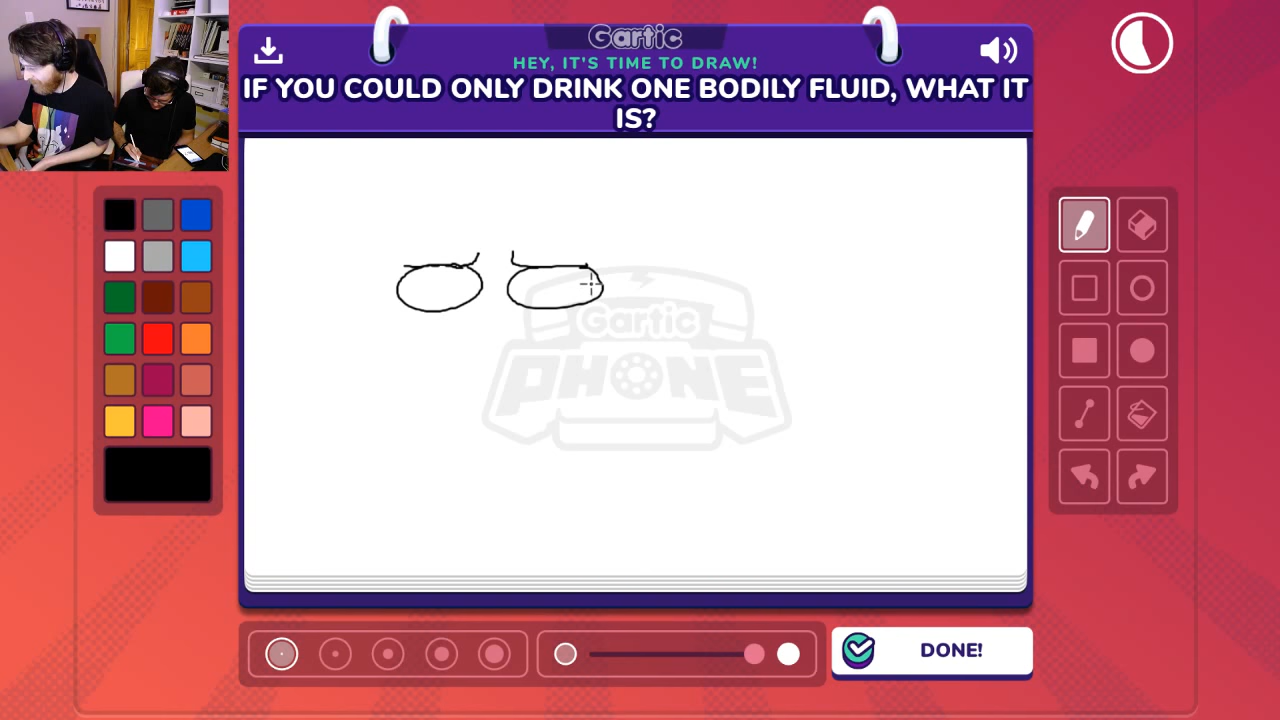 Gartic
HEY, IT'S TIME TO DRAW!
IF YOU COULD ONLY DRINK ONE BODILY FLUID, WHAT IT
IS?
Gartic
PHONE
DONE!